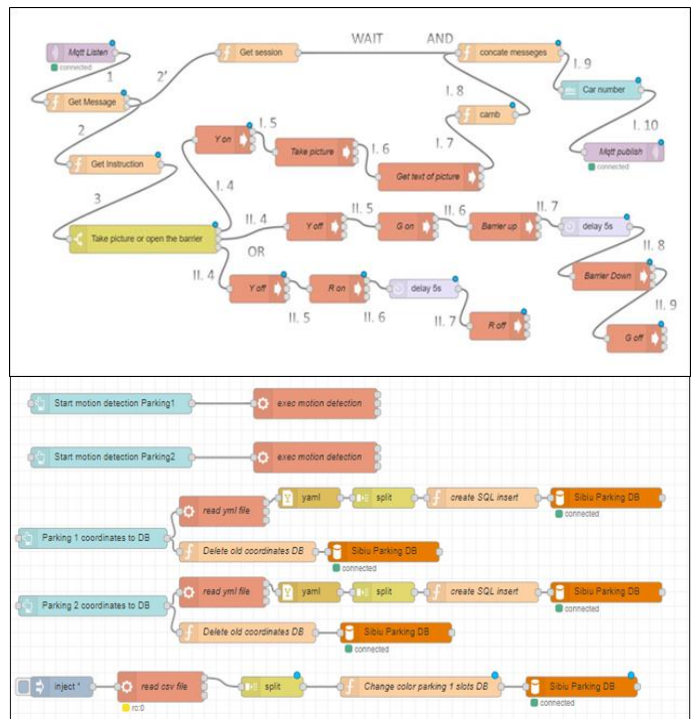 WAIT AND
Mqtt Listen
connected
Get session
concate messeges
1
2'
I. 9
Get Message
Car number
2
Get Instruction
Y on
I. 5
Take picture
I. 6
Get text of picture
I. 7
I. 8
camb
I. 10
Mqtt publish
connected
3
I. 4
Take picture or open the barrier
II. 4
Y off
II. 5
G on
II. 6
Barrier up
II. 7
delay 5s
II. 8
OR
II. 4
Y off
II. 5
R on
II. 6
delay 5s
II. 7
R off
Barrier Down
II. 9
G off
Start motion detection Parking1
exec motion detection
Start motion detection Parking2
exec motion detection
Parking 1 coordinates to DB
read yml file
yaml
split
create SQL insert
Sibiu Parking DB
connected
Delete old coordinates DB
Sibiu Parking DB
connected
Parking 2 coordinates to DB
read yml file
yaml
split
create SQL insert
Sibiu Parking DB
connected
Delete old coordinates DB
Sibiu Parking DB
connected
inject *
read csv file
rc:0
split
Change color parking 1 slots DB
Sibiu Parking DB
connected